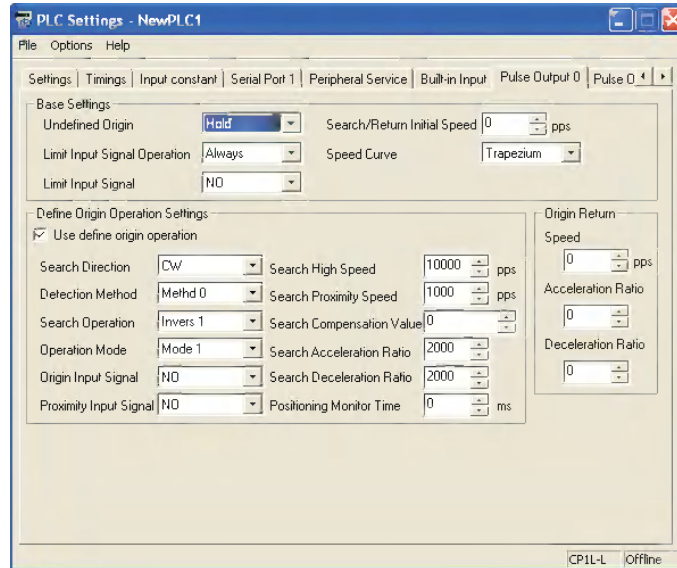 PLC Settings - NewPLC1
File Options Help
Settings Timings Input constant Serial Port 1 Peripheral Service Built-in Input Pulse Output 0 Pulse O
Base Settings
Undefined Origin Hold Search/Return Initial Speed 0 pps
Limit Input Signal Operation Always Speed Curve Trapezium
Limit Input Signal NO
Define Origin Operation Settings
Use define origin operation
Search Direction CW Search High Speed 10000 pps
Detection Method Methd 0 Search Proximity Speed 1000 pps
Search Operation Invers 1 Search Compensation Value 0
Operation Mode Mode 1 Search Acceleration Ratio 2000
Origin Input Signal NO Search Deceleration Ratio 2000
Proximity Input Signal NO Positioning Monitor Time 0 ms
Origin Return
Speed
0 pps
Acceleration Ratio
0
Deceleration Ratio
0
CP1L-L Offline